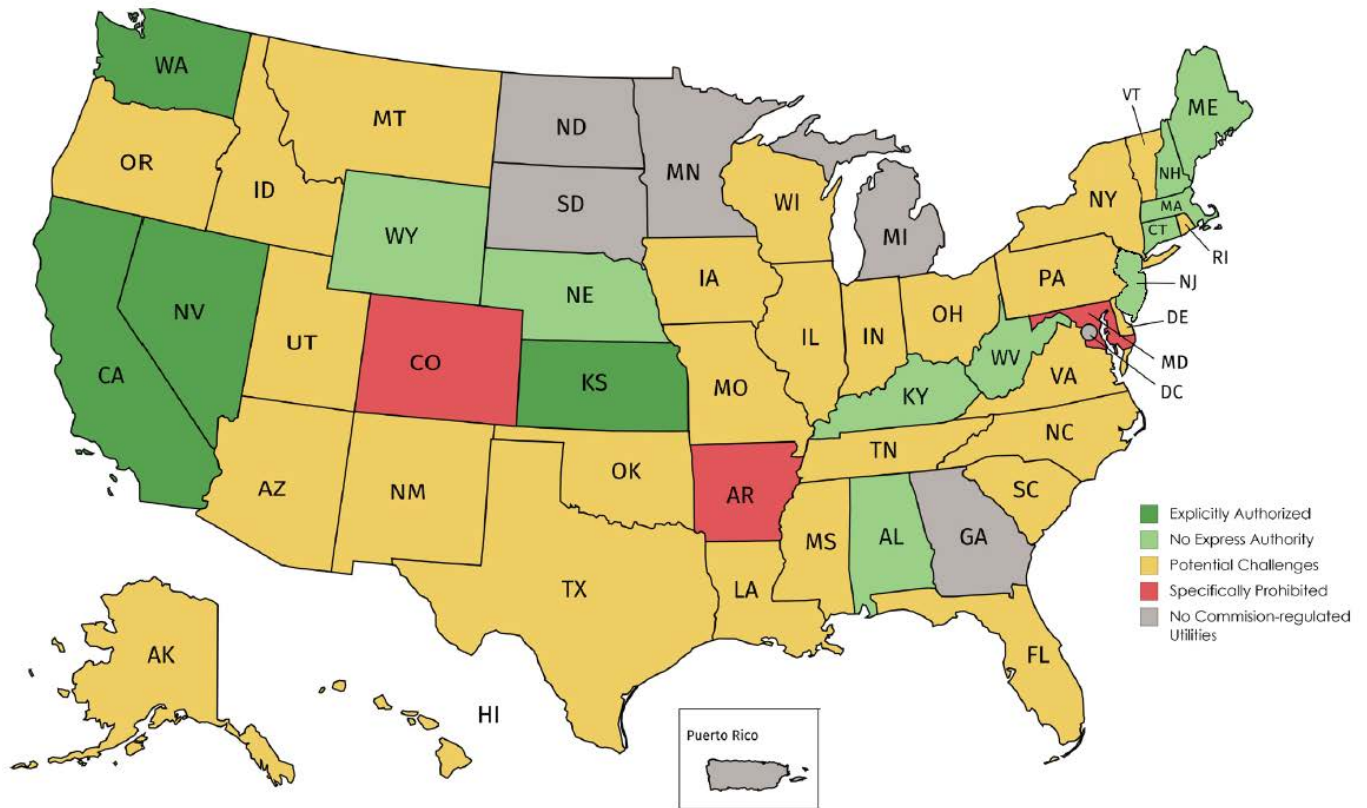 WA
MT
ND
MN
VT
ME
OR
ID
SD
WI
MI
NY
NH
MA
CT
RI
WY
IA
PA
NJ
NE
NV
UT
CO
IL
IN
OH
DE
MD
DC
WV
VA
CA
KS
MO
KY
NC
TN
AZ
NM
OK
AR
SC
MS
AL
GA
TX
LA
FL
AK
HI
Explicitly Authorized
No Express Authority
Potential Challenges
Specifically Prohibited
No Commision-regulated
Utilities
Puerto Rico